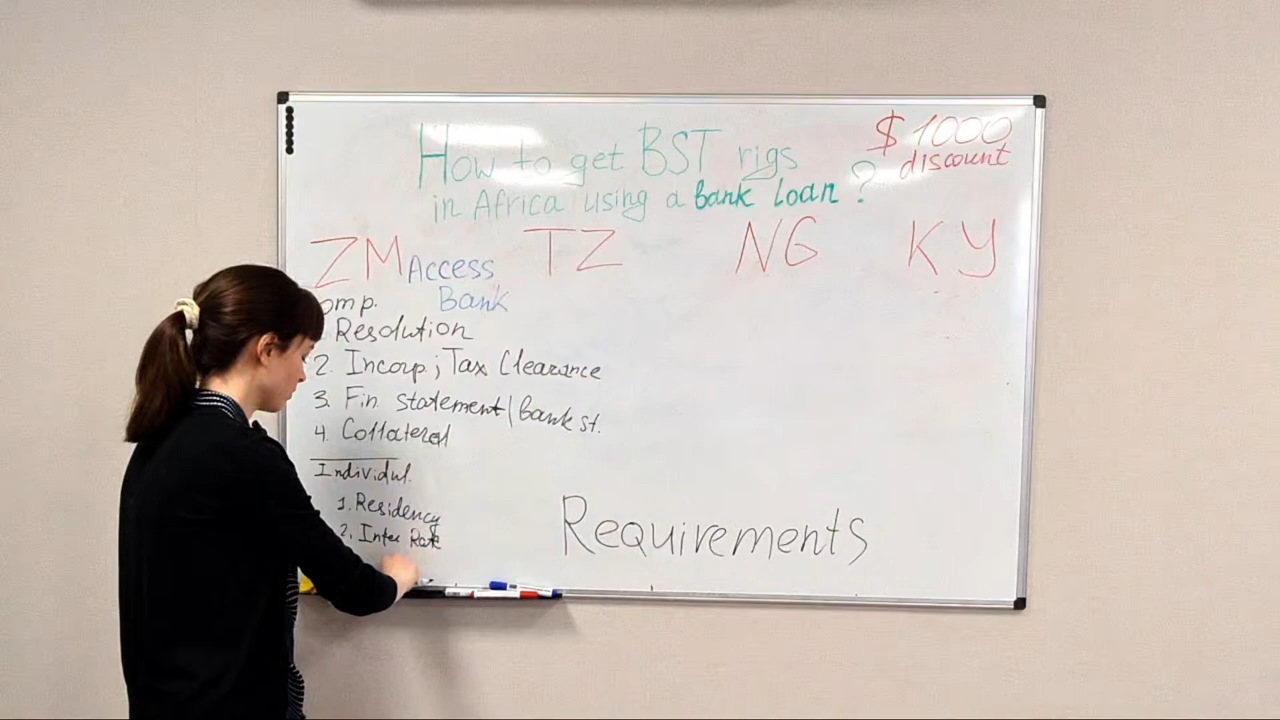 How to get BST rigs
in Africa using a bank loan ?
$ 1000
discount
ZM Access Bank
TZ
NG
KY
omp.
Resolution
2. Incorp ; Tax Clearance
3. Fin. statement / Bank st.
4. Collateral
Individul.
1. Residency
2. Inter Rate
Requirements